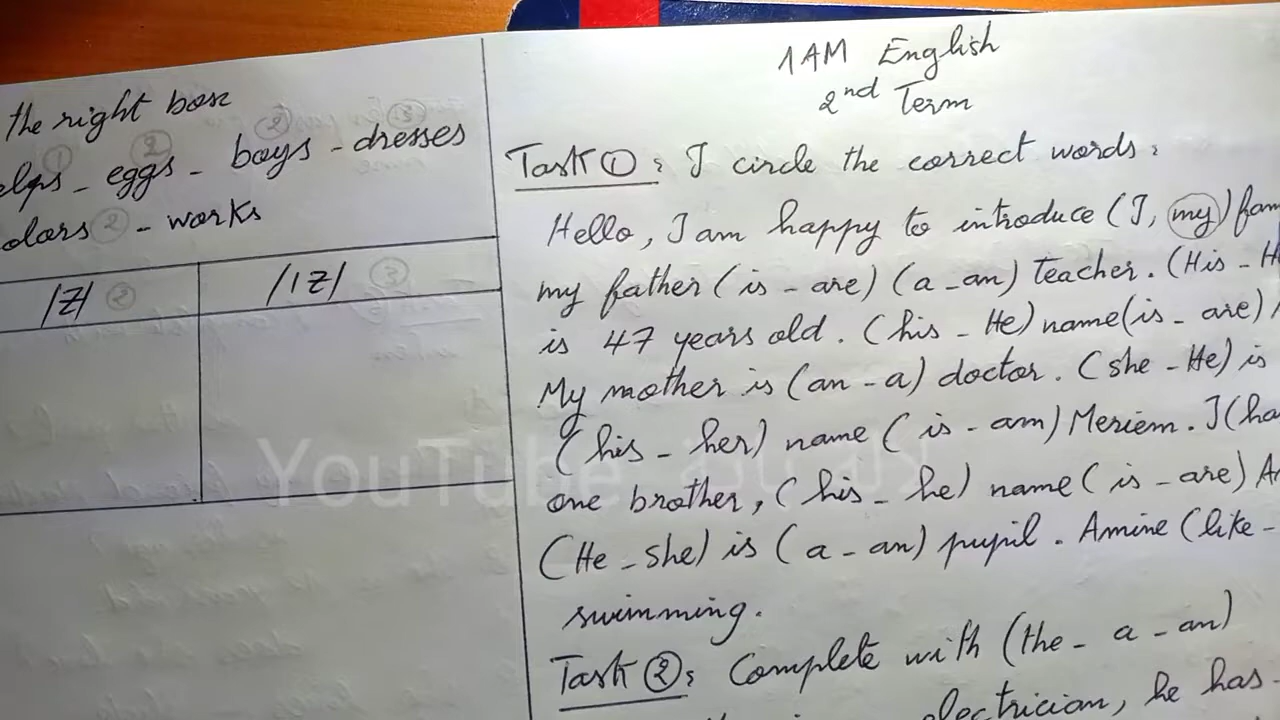 the right box
elps - eggs - boys - dresses
olars - works
/Z/ /IZ/
1AM English
2nd Term
Task 1 : I circle the correct words :
Hello, I am happy to introduce (I, my) fam
my father (is - are) (a - an) teacher. (His - H
is 47 years old. (his - He) name (is - are)
My mother is (an - a) doctor. (she - He) is
(his - her) name (is - am) Meriem. I (ha
one brother, (his - he) name (is - are) A
(He - she) is (a - an) pupil. Amine (like -
swimming.
Task 2 : Complete with (the - a - an)
electrician, he has
YouTube